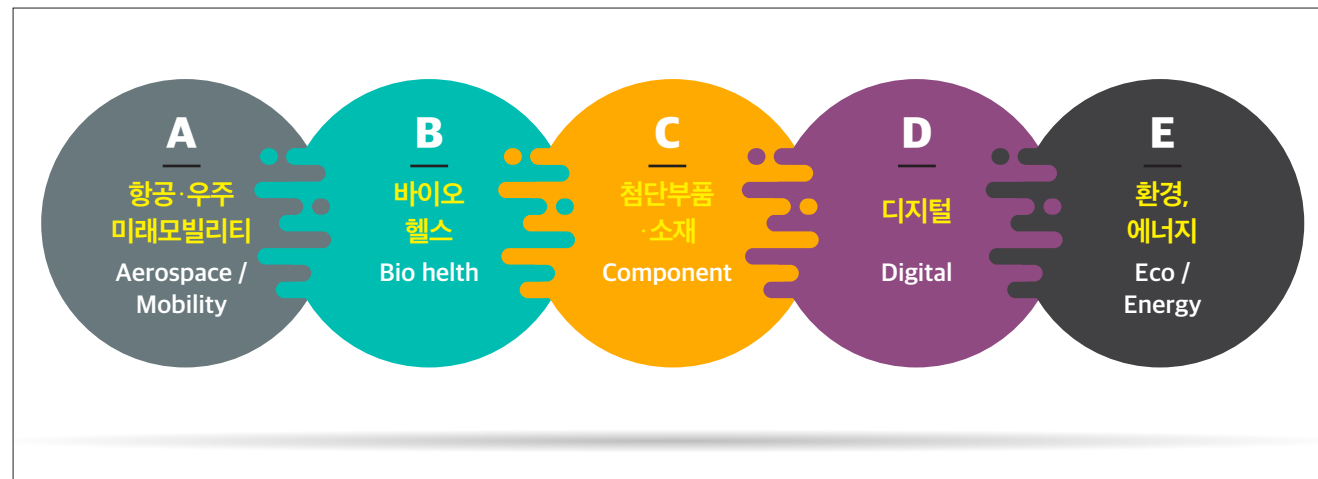 A
항공·우주
미래모빌리티
Aerospace /
Mobility
B
바이오
헬스
Bio helth
C
첨단부품
·소재
Component
D
디지털
Digital
E
환경,
에너지
Eco /
Energy